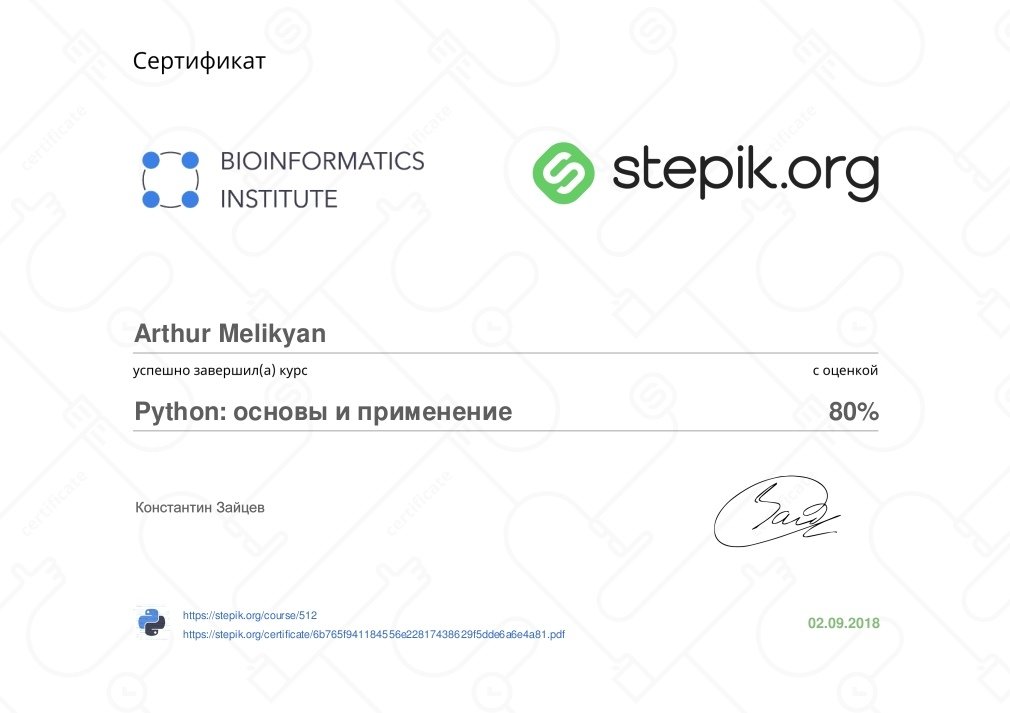 Сертификат
BIOINFORMATICS
INSTITUTE
stepik.org
Arthur Melikyan
успешно завершил(а) курс
с оценкой
Python: основы и применение
80%
Константин Зайцев
https://stepik.org/course/512
https://stepik.org/certificate/6b765f941184556e22817438629f5dde6a6e4a81.pdf
02.09.2018